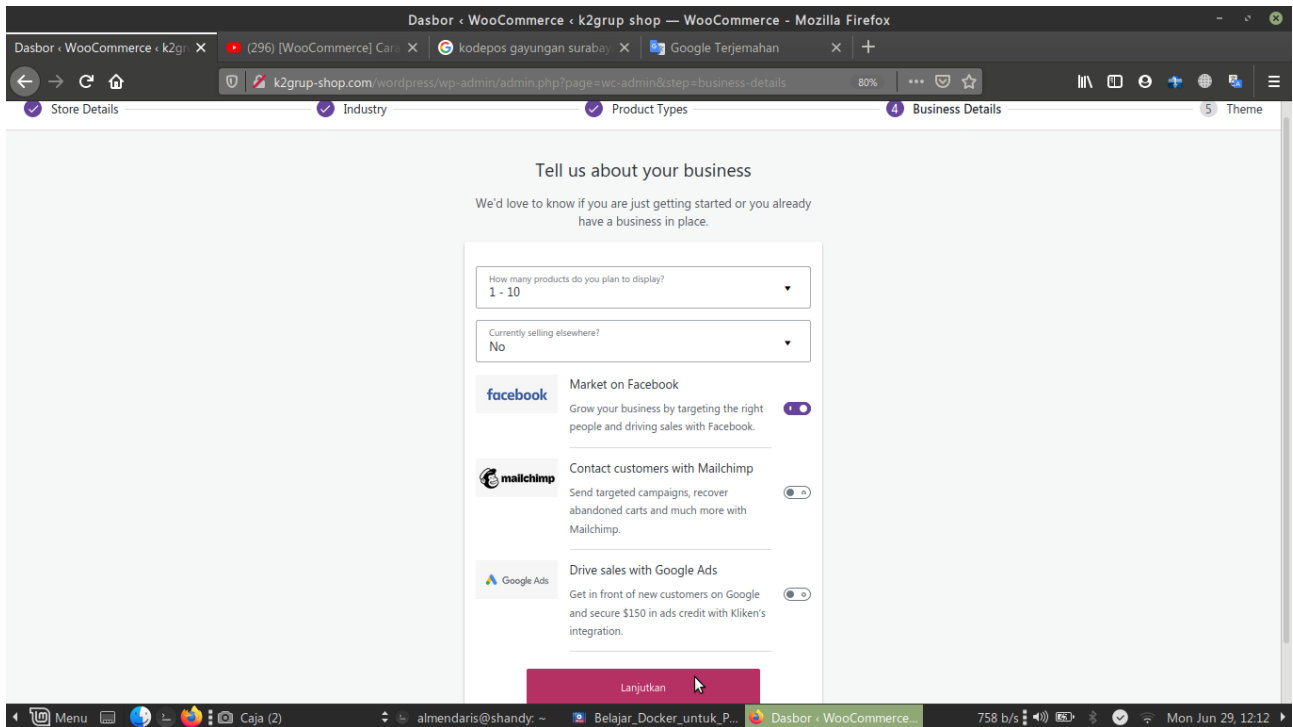 Dasbor ‹ WooCommerce ‹ k2grup shop — WooCommerce - Mozilla Firefox
Dasbor ‹ WooCommerce ‹ k2gr
(296) [WooCommerce] Cara
kodepos gayungan surabay
Google Terjemahan
k2grup-shop.com/wordpress/wp-admin/admin.php?page=wc-admin&step=business-details
80%
Store Details
Industry
Product Types
4 Business Details
5 Theme
Tell us about your business
We'd love to know if you are just getting started or you already
have a business in place.
How many products do you plan to display?
1 - 10
Currently selling elsewhere?
No
facebook
Market on Facebook
Grow your business by targeting the right
people and driving sales with Facebook.
mailchimp
Contact customers with Mailchimp
Send targeted campaigns, recover
abandoned carts and much more with
Mailchimp.
Google Ads
Drive sales with Google Ads
Get in front of new customers on Google
and secure $150 in ads credit with Kliken's
integration.
Lanjutkan
Menu
Caja (2)
almendaris@shandy: ~
Belajar_Docker_untuk_P...
Dasbor ‹ WooCommerce...
758 b/s
Mon Jun 29, 12:12